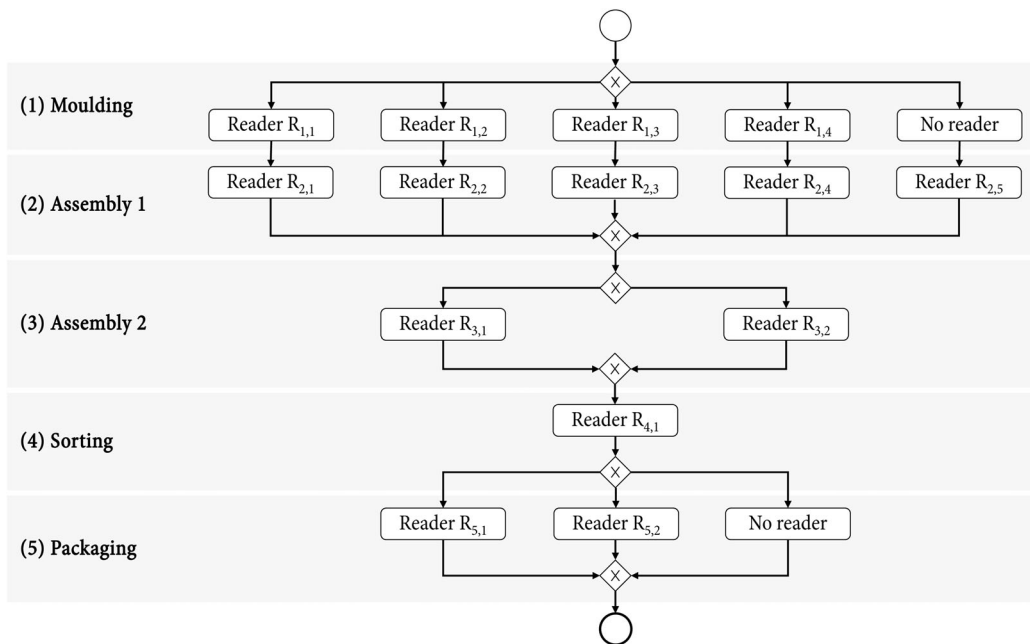 (1) Moulding
Reader R1,1
Reader R1,2
Reader R1,3
Reader R1,4
No reader
(2) Assembly 1
Reader R2,1
Reader R2,2
Reader R2,3
Reader R2,4
Reader R2,5
(3) Assembly 2
Reader R3,1
Reader R3,2
(4) Sorting
Reader R4,1
(5) Packaging
Reader R5,1
Reader R5,2
No reader